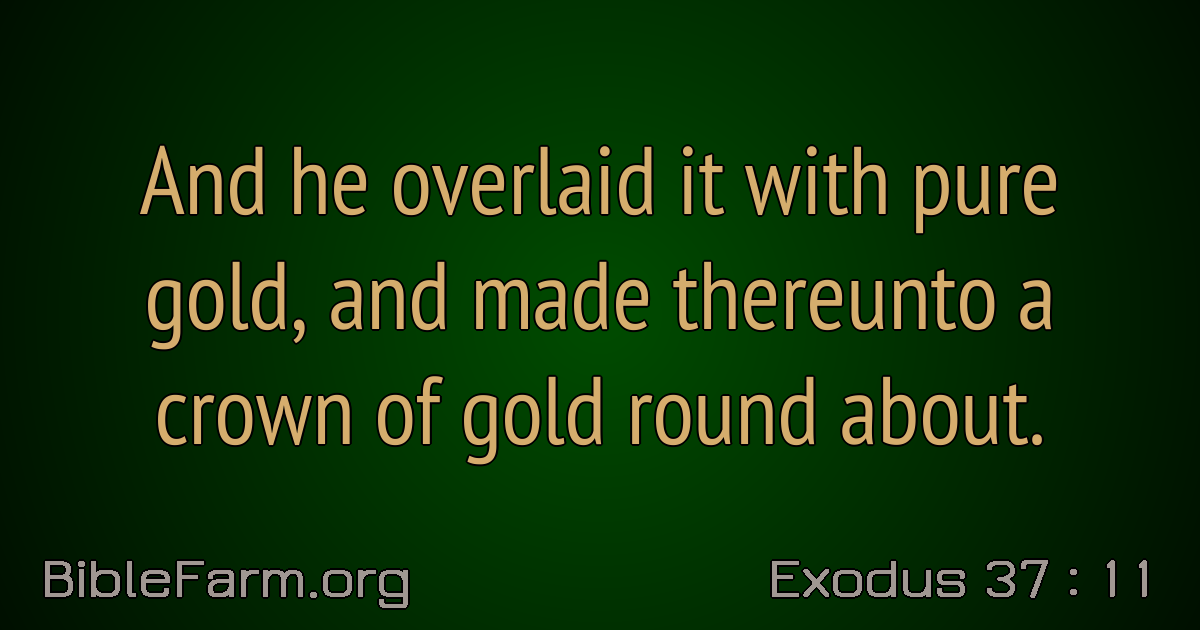 And he overlaid it with pure
gold, and made thereunto a
crown of gold round about.
BibleFarm.org
Exodus 37 : 11